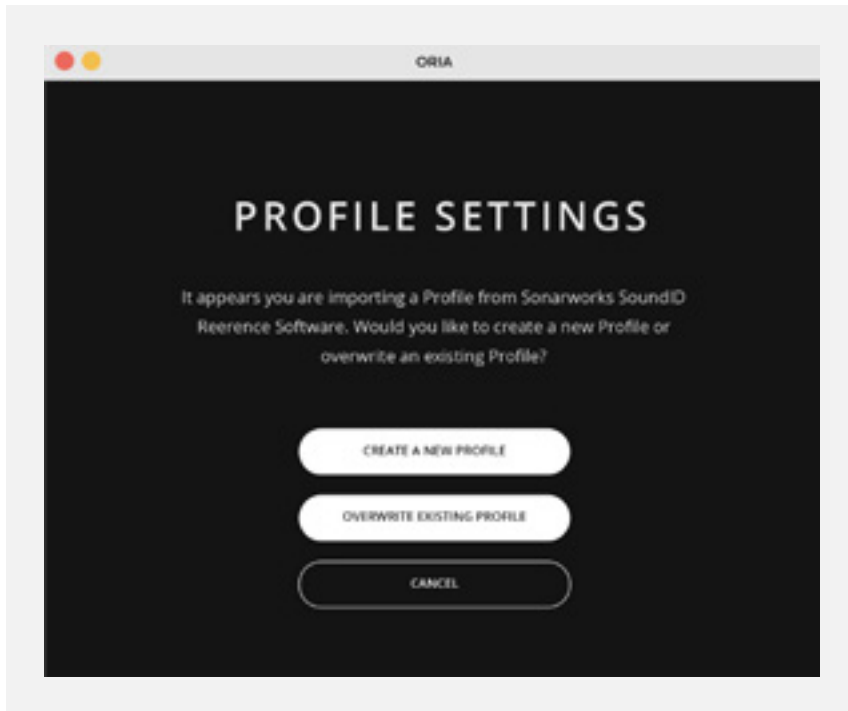 ORIA
PROFILE SETTINGS
It appears you are importing a Profile from Sonarworks SoundID
Reerence Software. Would you like to create a new Profile or
overwrite an existing Profile?
CREATE A NEW PROFILE
OVERWRITE EXISTING PROFILE
CANCEL